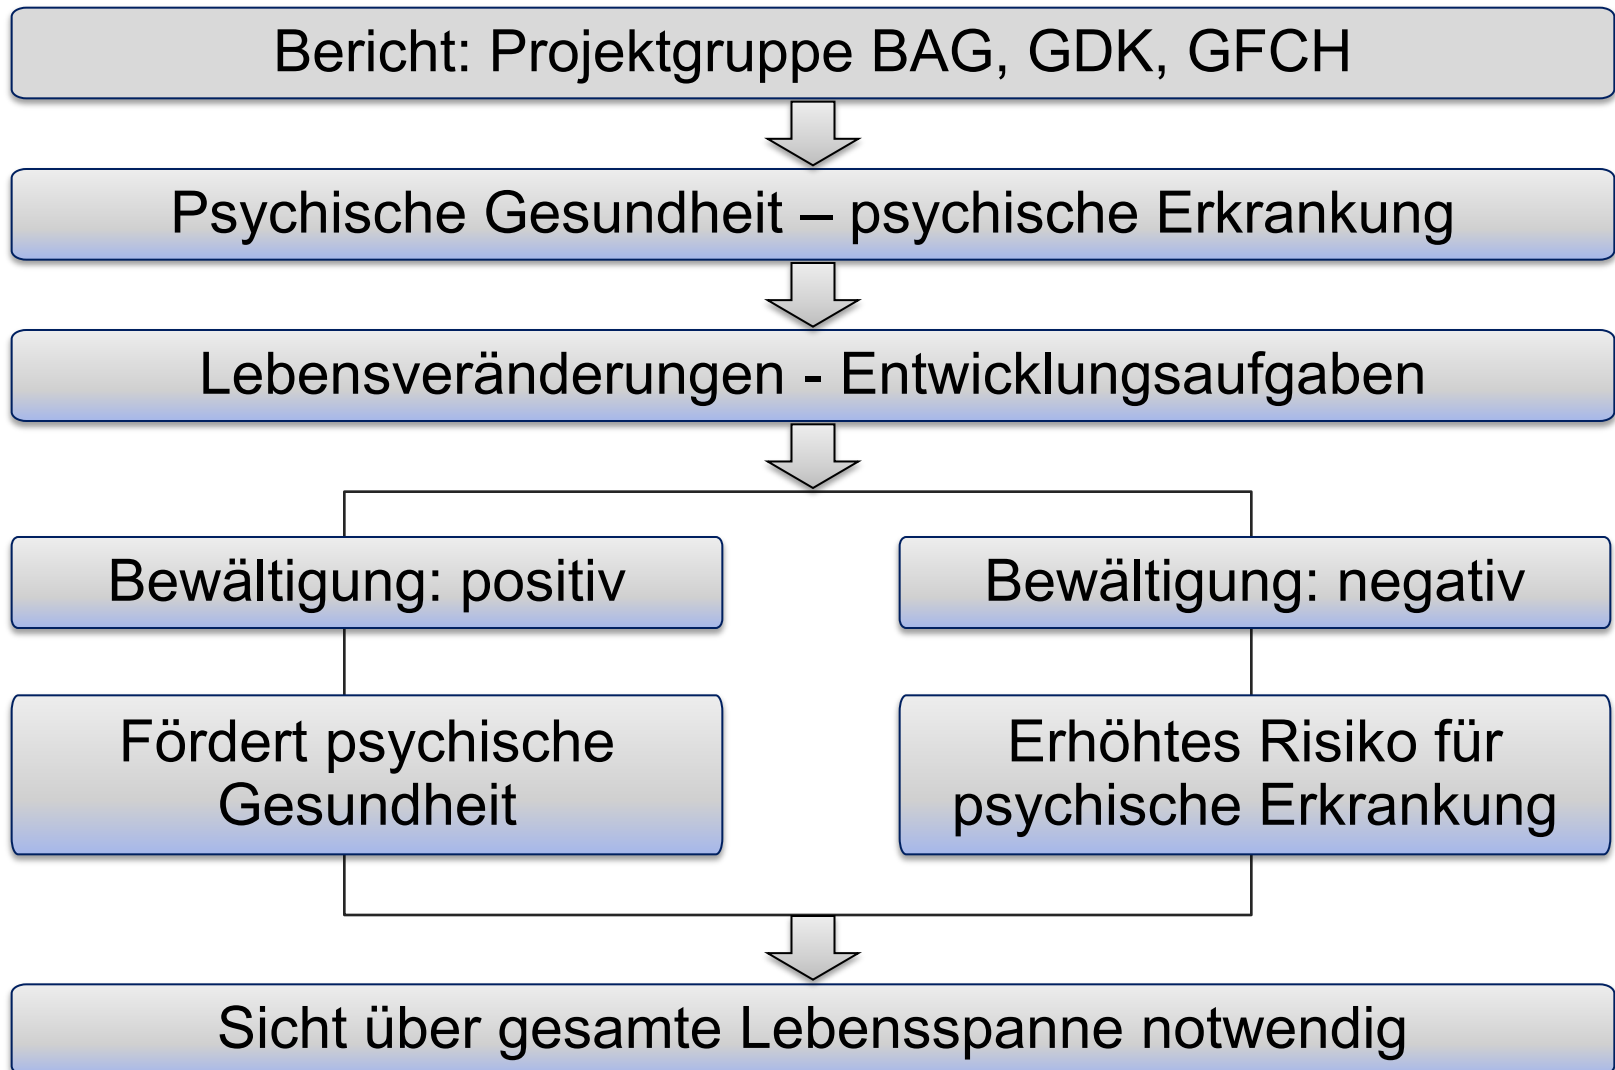 Bericht: Projektgruppe BAG, GDK, GFCH
Psychische Gesundheit – psychische Erkrankung
Lebensveränderungen - Entwicklungsaufgaben
Bewältigung: positiv
Bewältigung: negativ
Fördert psychische
Gesundheit
Erhöhtes Risiko für
psychische Erkrankung
Sicht über gesamte Lebensspanne notwendig